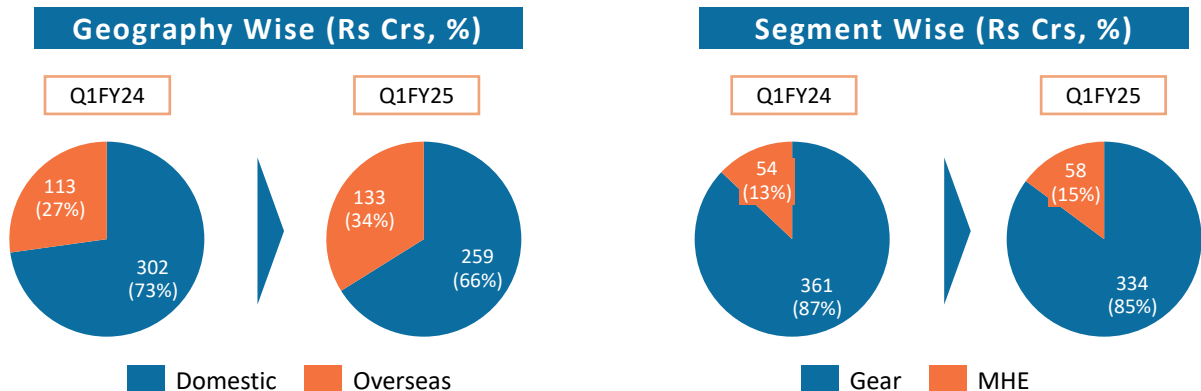 Geography Wise (Rs Crs, %)
Q1FY24
Q1FY25
113
(27%)
302
(73%)
133
(34%)
259
(66%)
Domestic
Overseas
Segment Wise (Rs Crs, %)
Q1FY24
Q1FY25
54
(13%)
361
(87%)
58
(15%)
334
(85%)
Gear
MHE